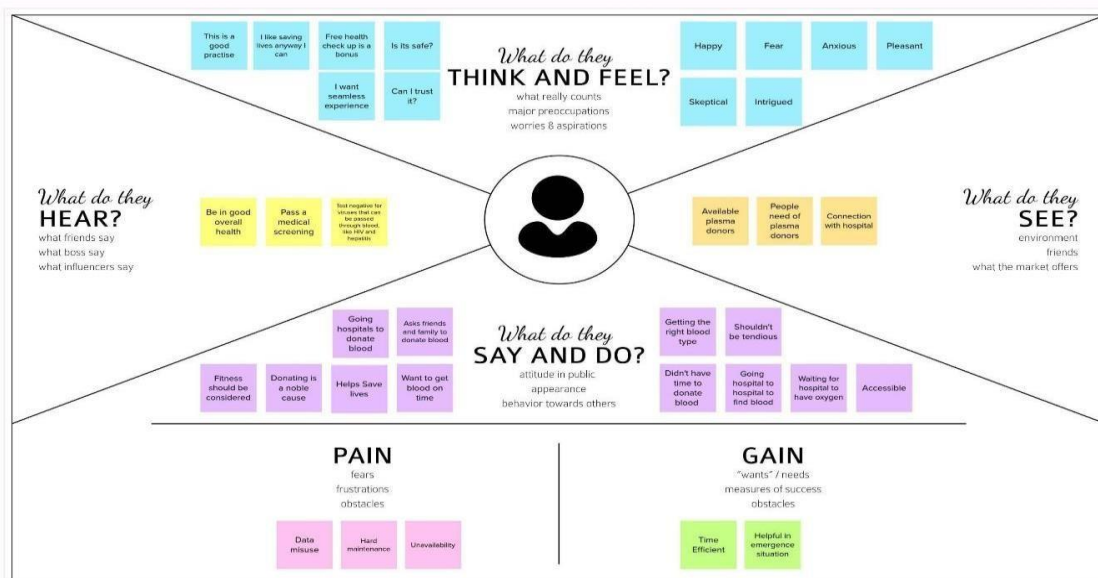 This is a
good
practise
I like saving
lives anyway I
can
Free health
check up is a
bonus
Is its safe?
I want
seamless
experience
Can I trust
it?
What do they
THINK AND FEEL?
what really counts
major preoccupations
worries & aspirations
Happy
Fear
Anxious
Pleasant
Skeptical
Intrigued
What do they
HEAR?
what friends say
what boss say
what influencers say
Be in good
overall
health
Pass a
medical
screening
Test negative for
viruses that can
be passed
through blood,
like HIV and
hepatitis
Available
plasma
donors
People
need of
plasma
donors
Connection
with hospital
What do they
SEE?
environment
friends
what the market offers
Going
hospitals to
donate
blood
Asks friends
and family to
donate blood
Fitness
should be
considered
Donating is
a noble
cause
Helps Save
lives
Want to get
blood on
time
What do they
SAY AND DO?
attitude in public
appearance
behavior towards others
Getting the
right blood
type
Shouldn't
be tendious
Didn't have
time to
donate
blood
Going
hospital to
find blood
Waiting for
hospital to
have oxygen
Accessible
PAIN
fears
frustrations
obstacles
Data
misuse
Hard
maintenance
Unavailability
GAIN
"wants" / needs
measures of success
obstacles
Time
Efficient
Helpful in
emergence
situation